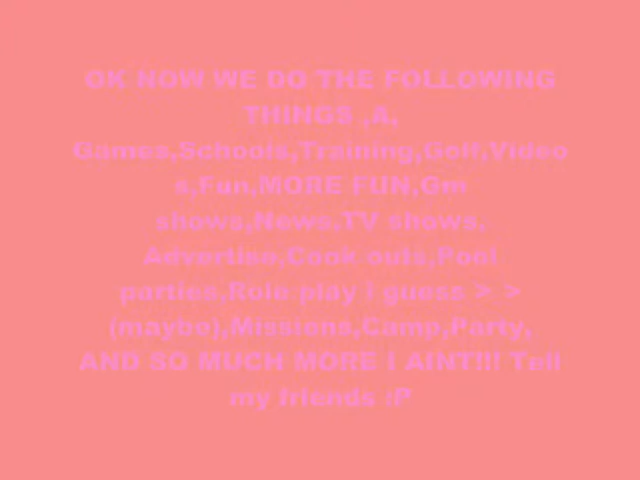 OK NOW WE DO THE FOLLOWING
THINGS ,A,
Games,Schools,Training,Golf,Video
s,Fun,MORE FUN,Gm
shows,News,TV shows,
Advertise,Cook outs,Pool
parties,Role play I guess > >
(maybe),Missions,Camp,Party,
AND SO MUCH MORE I AINT!!! Tell
my friends :P